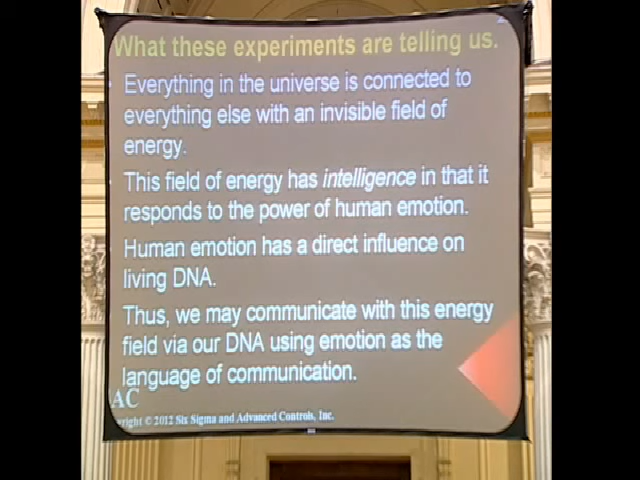 What these experiments are telling us.
Everything in the universe is connected to
everything else with an invisible field of
energy.
This field of energy has intelligence in that it
responds to the power of human emotion.
Human emotion has a direct influence on
living DNA.
Thus, we may communicate with this energy
field via our DNA using emotion as the
language of communication.
AC
right © 2012 Six Sigma and Advanced Controls, Inc.